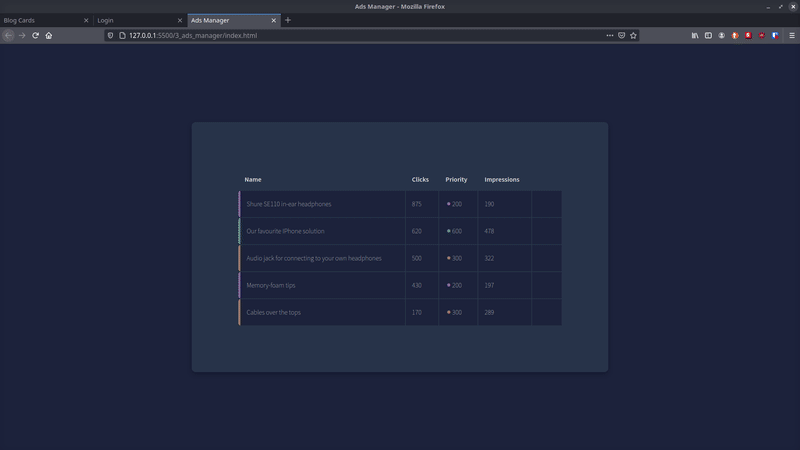 Ads Manager - Mozilla Firefox
Blog Cards
Login
Ads Manager
127.0.0.1:5500/3_ads_manager/index.html
Name Clicks Priority Impressions
Shure SE110 in-ear headphones 875 200 190
Our favourite IPhone solution 620 600 478
Audio jack for connecting to your own headphones 500 300 322
Memory-foam tips 430 200 197
Cables over the tops 170 300 289